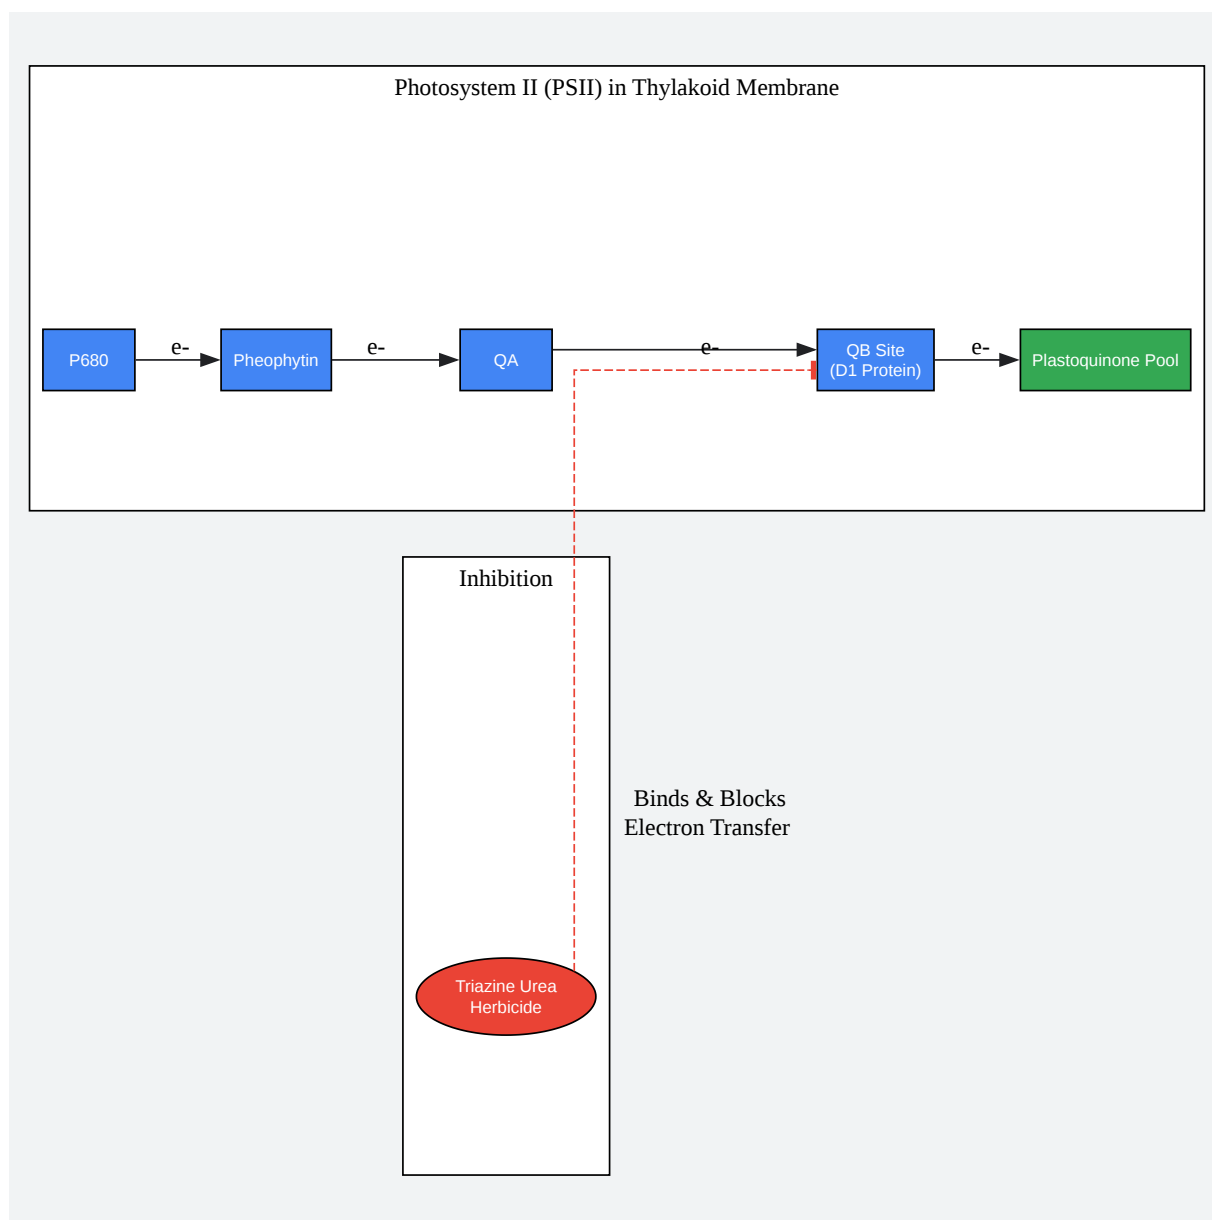 Photosystem II (PSII) in Thylakoid Membrane
P680
e-
Pheophytin
e-
QA
e-
QB Site
(D1 Protein)
e-
Plastoquinone Pool
Inhibition
Binds & Blocks
Electron Transfer
Triazine Urea
Herbicide